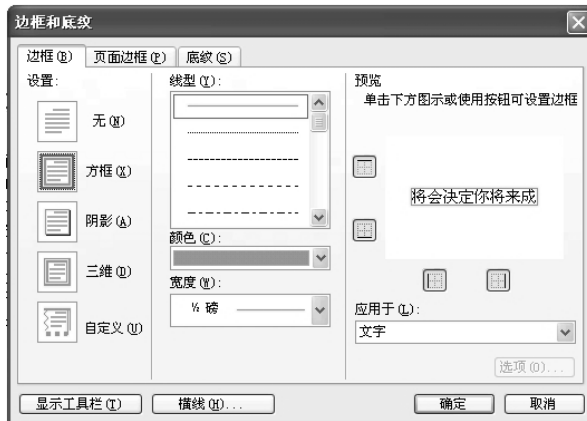 边框和底纹
边框(B) 页面边框(P) 底纹(S)
设置:
无(N)
方框(X)
阴影(A)
三维(D)
自定义(U)
线型(Y):
颜色(C):
宽度(W):
½ 磅
预览
单击下方图示或使用按钮可设置边框
将会决定你将来成
应用于(L):
文字
选项(O)...
显示工具栏(T) 横线(H)... 确定 取消